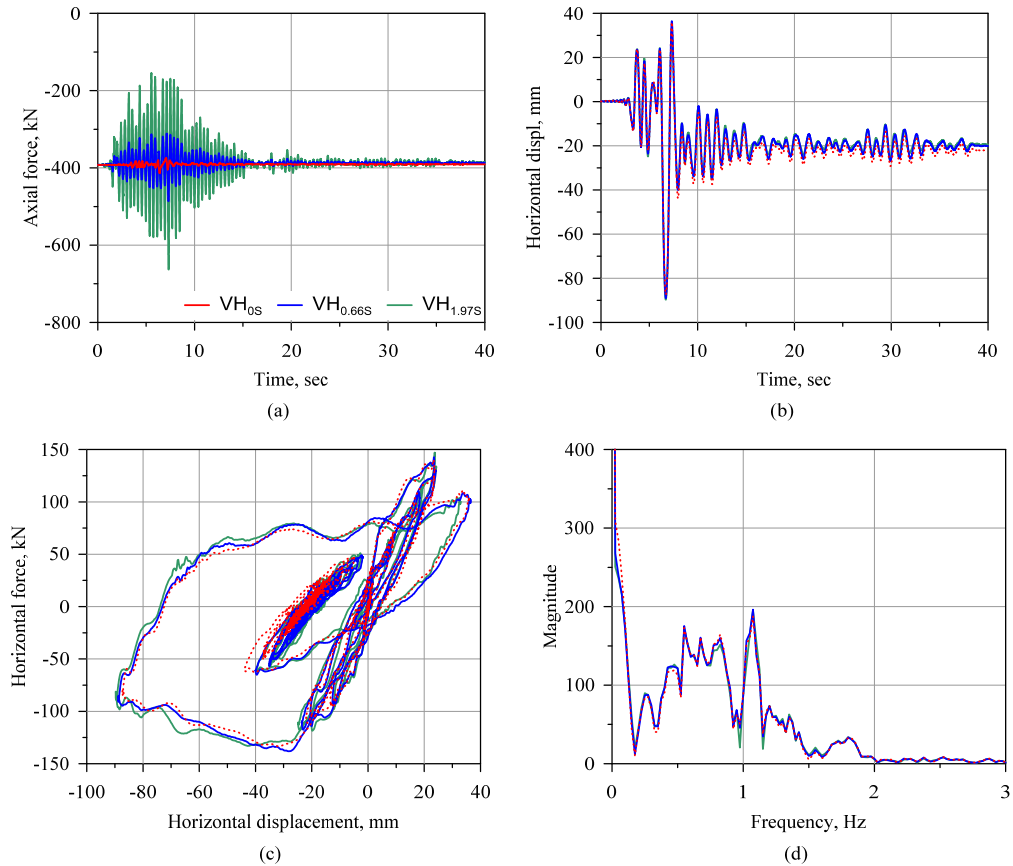 0
-200
-400
-600
-800
Axial force, kN
VH0S VH0.66S VH1.97S
0 10 20 30 40
Time, sec
(a)
40
20
0
-20
-40
-60
-80
-100
Horizontal displ, mm
0 10 20 30 40
Time, sec
(b)
150
100
50
0
-50
-100
-150
Horizontal force, kN
-100 -80 -60 -40 -20 0 20 40
Horizontal displacement, mm
(c)
400
300
200
100
0
Magnitude
0 1 2 3
Frequency, Hz
(d)